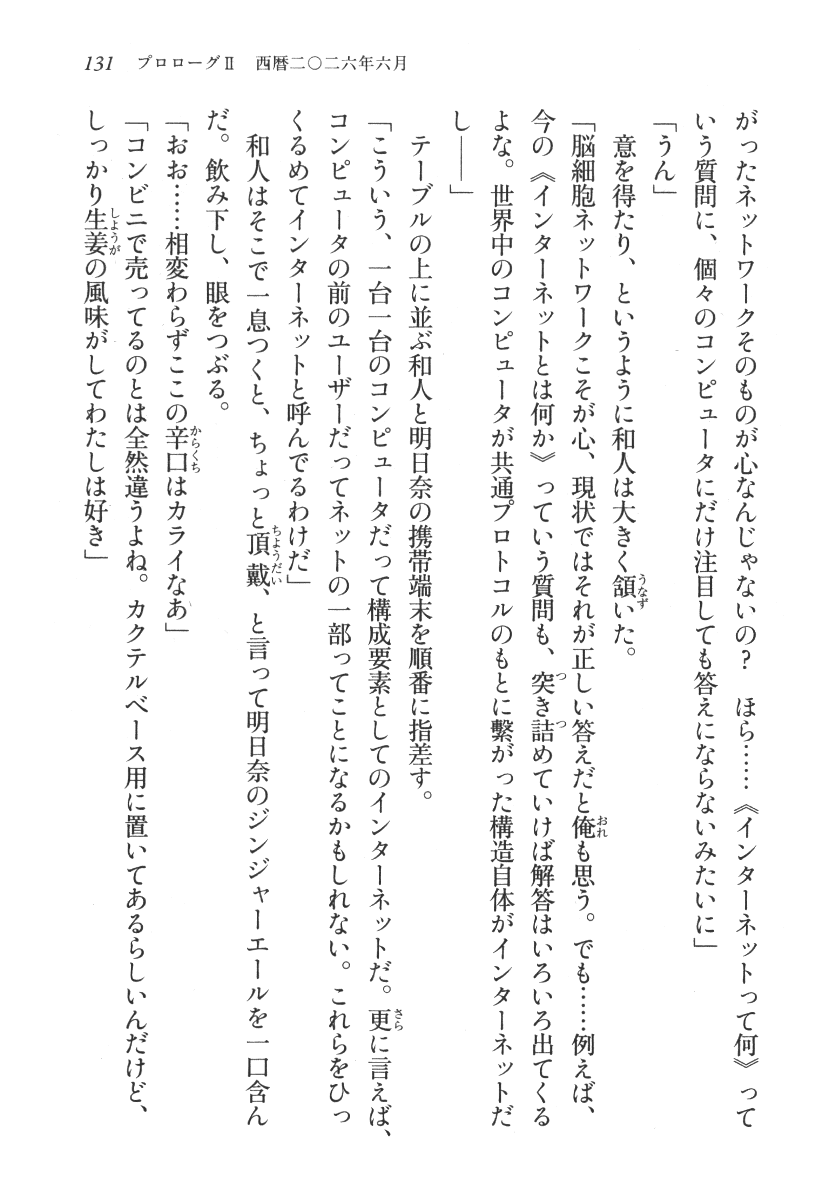 131 プロローグⅡ 西暦二〇二六年六月
がったネットワークそのものが心なんじゃないの？　ほら……《インターネットって何》って
いう質問に、個々のコンピュータにだけ注目しても答えにならないみたいに」
「うん」
　意を得たり、というように和人は大きく頷いた。
「脳細胞ネットワークこそが心、現状ではそれが正しい答えだと俺も思う。でも……例えば、
今の《インターネットとは何か》っていう質問も、突き詰めていけば解答はいろいろ出てくる
よな。世界中のコンピュータが共通プロトコルのもとに繫がった構造自体がインターネットだ
し――」
　テーブルの上に並ぶ和人と明日奈の携帯端末を順番に指差す。
「こういう、一台一台のコンピュータだって構成要素としてのインターネットだ。更に言えば、
コンピュータの前のユーザーだってネットの一部ってことになるかもしれない。これらをひっ
くるめてインターネットと呼んでるわけだ」
　和人はそこで一息つくと、ちょっと頂戴、と言って明日奈のジンジャーエールを一口含ん
だ。飲み下し、眼をつぶる。
「おお……相変わらずここの辛口はカライなあ」
「コンビニで売ってるのとは全然違うよね。カクテルベース用に置いてあるらしいんだけど、
しっかり生姜の風味がしてわたしは好き」